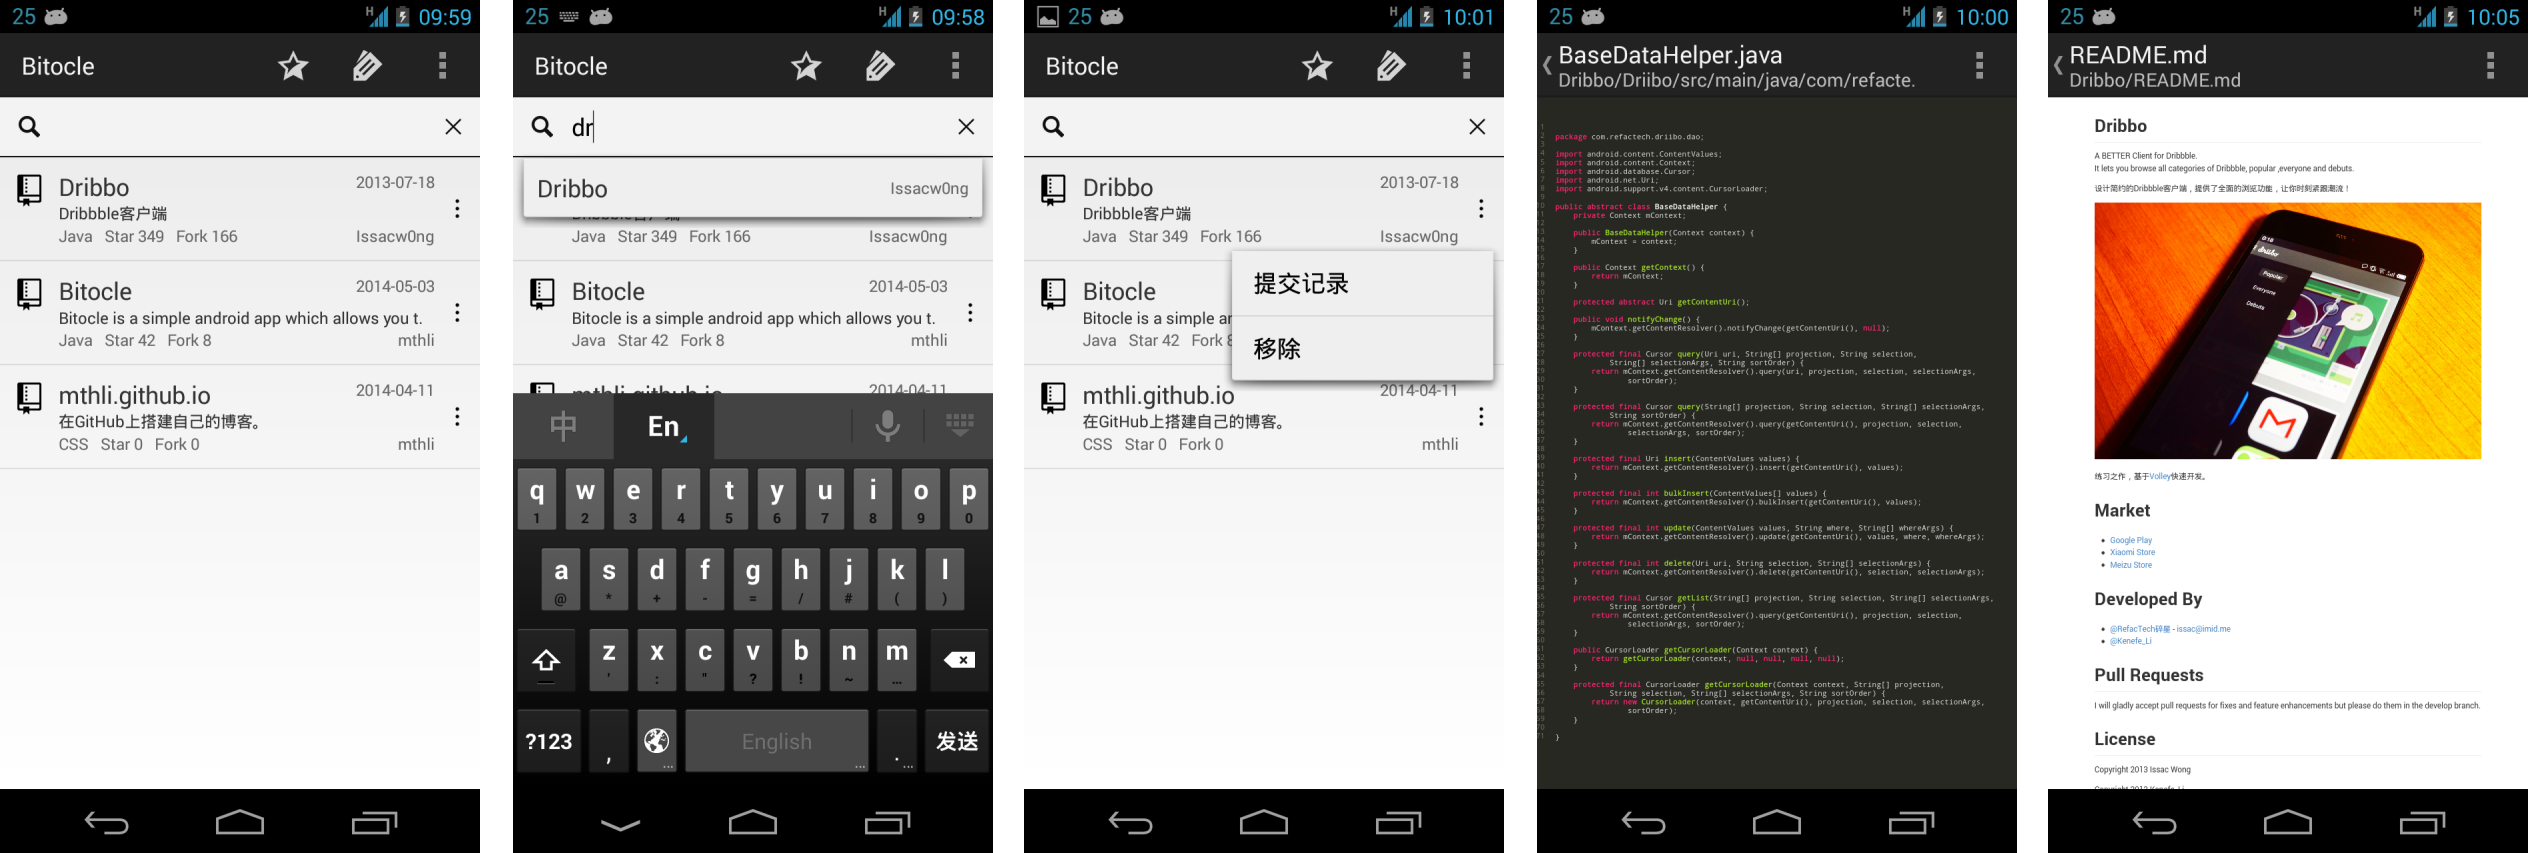 25 H 09:59
Bitocle
Dribbo 2013-07-18
Dribbble客户端
Java Star 349 Fork 166 Issacw0ng
Bitocle 2014-05-03
Bitocle is a simple android app which allows you t.
Java Star 42 Fork 8 mthli
mthli.github.io 2014-04-11
在GitHub上搭建自己的博客。
CSS Star 0 Fork 0 mthli
25 H 09:58
Bitocle
dr
Dribbo Issacw0ng
Java Star 349 Fork 166 Issacw0ng
Bitocle 2014-05-03
Bitocle is a simple android app which allows you t.
Java Star 42 Fork 8 mthli
mthli.github.io 2014-04-11
中 En
q w e r t y u i o p
1 2 3 4 5 6 7 8 9 0
a s d f g h j k l
@ * + - = / # ( )
z x c v b n m
' : " ? ! ~ ...
?123 , English . 发送
25 H 10:01
Bitocle
Dribbo 2013-07-18
Dribbble客户端
Java Star 349 Fork 166 Issacw0ng
Bitocle
Bitocle is a simple ar
Java Star 42 Fork 8
提交记录
移除
mthli.github.io 2014-04-11
在GitHub上搭建自己的博客。
CSS Star 0 Fork 0 mthli
25 H 10:00
BaseDataHelper.java
Dribbo/Driibo/src/main/java/com/refacte.
package com.refactech.driibo.dao;
import android.content.ContentValues;
import android.content.Context;
import android.database.Cursor;
import android.net.Uri;
import android.support.v4.content.CursorLoader;
public abstract class BaseDataHelper {
private Context mContext;
public BaseDataHelper(Context context) {
mContext = context;
}
public Context getContext() {
return mContext;
}
protected abstract Uri getContentUri();
public void notifyChange() {
mContext.getContentResolver().notifyChange(getContentUri(), null);
}
protected final Cursor query(Uri uri, String[] projection, String selection,
String[] selectionArgs, String sortOrder) {
return mContext.getContentResolver().query(uri, projection, selection, selectionArgs,
sortOrder);
}
protected final Cursor query(String[] projection, String selection, String[] selectionArgs,
String sortOrder) {
return mContext.getContentResolver().query(getContentUri(), projection, selection,
selectionArgs, sortOrder);
}
protected final Uri insert(ContentValues values) {
return mContext.getContentResolver().insert(getContentUri(), values);
}
protected final int bulkInsert(ContentValues[] values) {
return mContext.getContentResolver().bulkInsert(getContentUri(), values);
}
protected final int update(ContentValues values, String where, String[] whereArgs) {
return mContext.getContentResolver().update(getContentUri(), values, where, whereArgs);
}
protected final int delete(Uri uri, String selection, String[] selectionArgs) {
return mContext.getContentResolver().delete(getContentUri(), selection, selectionArgs);
}
protected final Cursor getList(String[] projection, String selection, String[] selectionArgs,
String sortOrder) {
return mContext.getContentResolver().query(getContentUri(), projection, selection,
selectionArgs, sortOrder);
}
public CursorLoader getCursorLoader(Context context) {
return getCursorLoader(context, null, null, null, null);
}
protected final CursorLoader getCursorLoader(Context context, String[] projection,
String selection, String[] selectionArgs, String sortOrder) {
return new CursorLoader(context, getContentUri(), projection, selection, selectionArgs,
sortOrder);
}
}
25 H 10:05
README.md
Dribbo/README.md
Dribbo
A BETTER Client for Dribbble.
It lets you browse all categories of Dribbble, popular ,everyone and debuts.
设计简约的Dribbble客户端，提供了全面的浏览功能，让你时刻紧跟潮流！
driibo
Popular
Everyone
Debuts
练习之作，基于Volley快速开发。
Market
Google Play
Xiaomi Store
Meizu Store
Developed By
@RefacTech碎星 - issac@imid.me
@Kenefe_Li
Pull Requests
I will gladly accept pull requests for fixes and feature enhancements but please do them in the develop branch.
License
Copyright 2013 Issac Wong
Copyright 2013 Kenefe Li